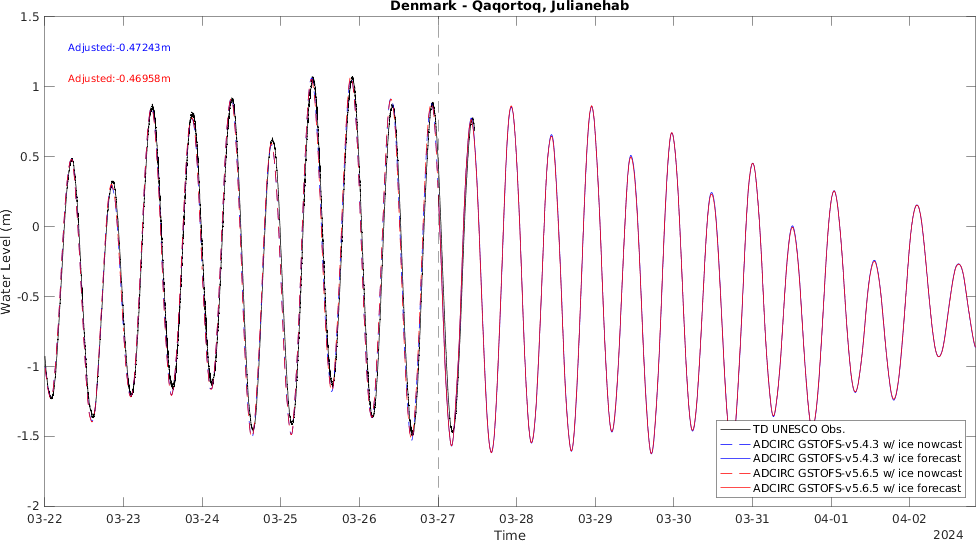 Denmark - Qaqortoq, Julianehab
1.5
Adjusted:-0.47243m
Adjusted:-0.46958m
1
0.5
0
-0.5
-1
-1.5
-2
Water Level (m)
TD UNESCO Obs.
ADCIRC GSTOFS-v5.4.3 w/ ice nowcast
ADCIRC GSTOFS-v5.4.3 w/ ice forecast
ADCIRC GSTOFS-v5.6.5 w/ ice nowcast
ADCIRC GSTOFS-v5.6.5 w/ ice forecast
03-22 03-23 03-24 03-25 03-26 03-27 03-28 03-29 03-30 03-31 04-01 04-02
Time
2024